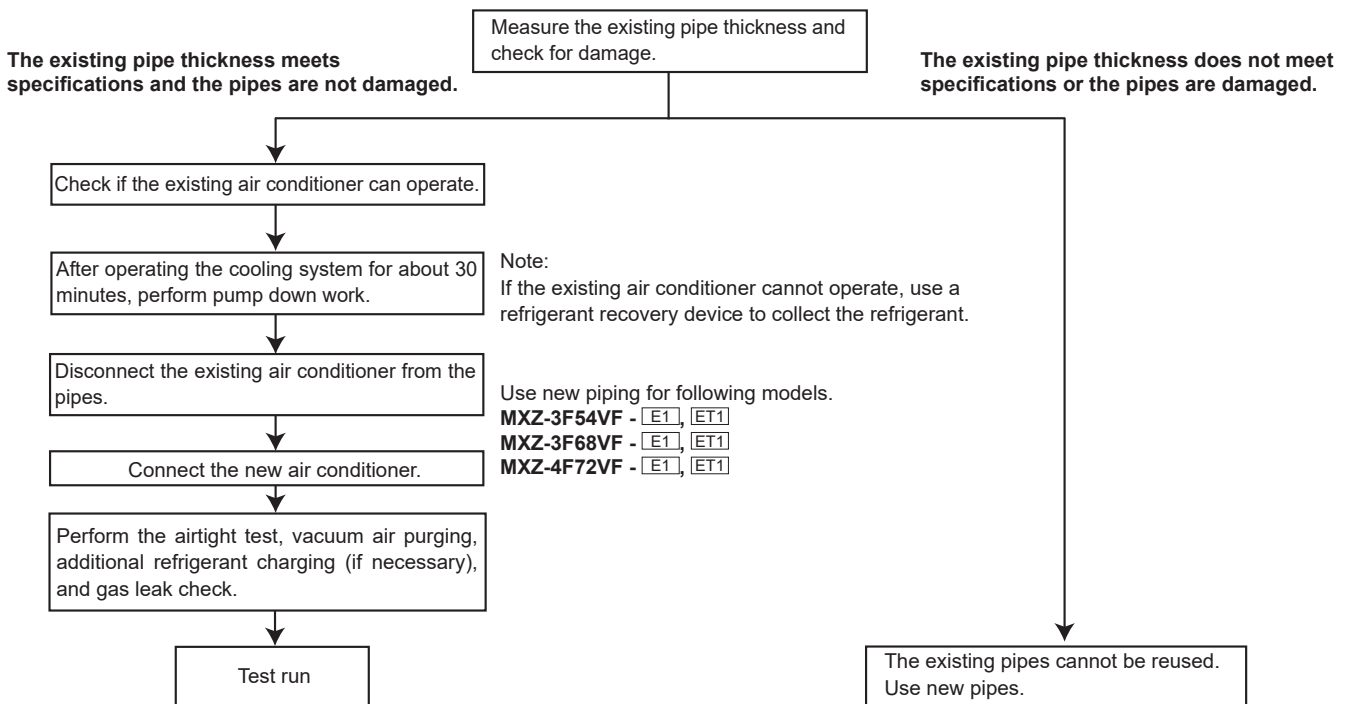 Measure the existing pipe thickness and
check for damage.
The existing pipe thickness meets
specifications and the pipes are not damaged.
The existing pipe thickness does not meet
specifications or the pipes are damaged.
Check if the existing air conditioner can operate.
After operating the cooling system for about 30
minutes, perform pump down work.
Note:
If the existing air conditioner cannot operate, use a
refrigerant recovery device to collect the refrigerant.
Disconnect the existing air conditioner from the
pipes.
Use new piping for following models.
MXZ-3F54VF - E1, ET1
MXZ-3F68VF - E1, ET1
MXZ-4F72VF - E1, ET1
Connect the new air conditioner.
Perform the airtight test, vacuum air purging,
additional refrigerant charging (if necessary),
and gas leak check.
Test run
The existing pipes cannot be reused.
Use new pipes.